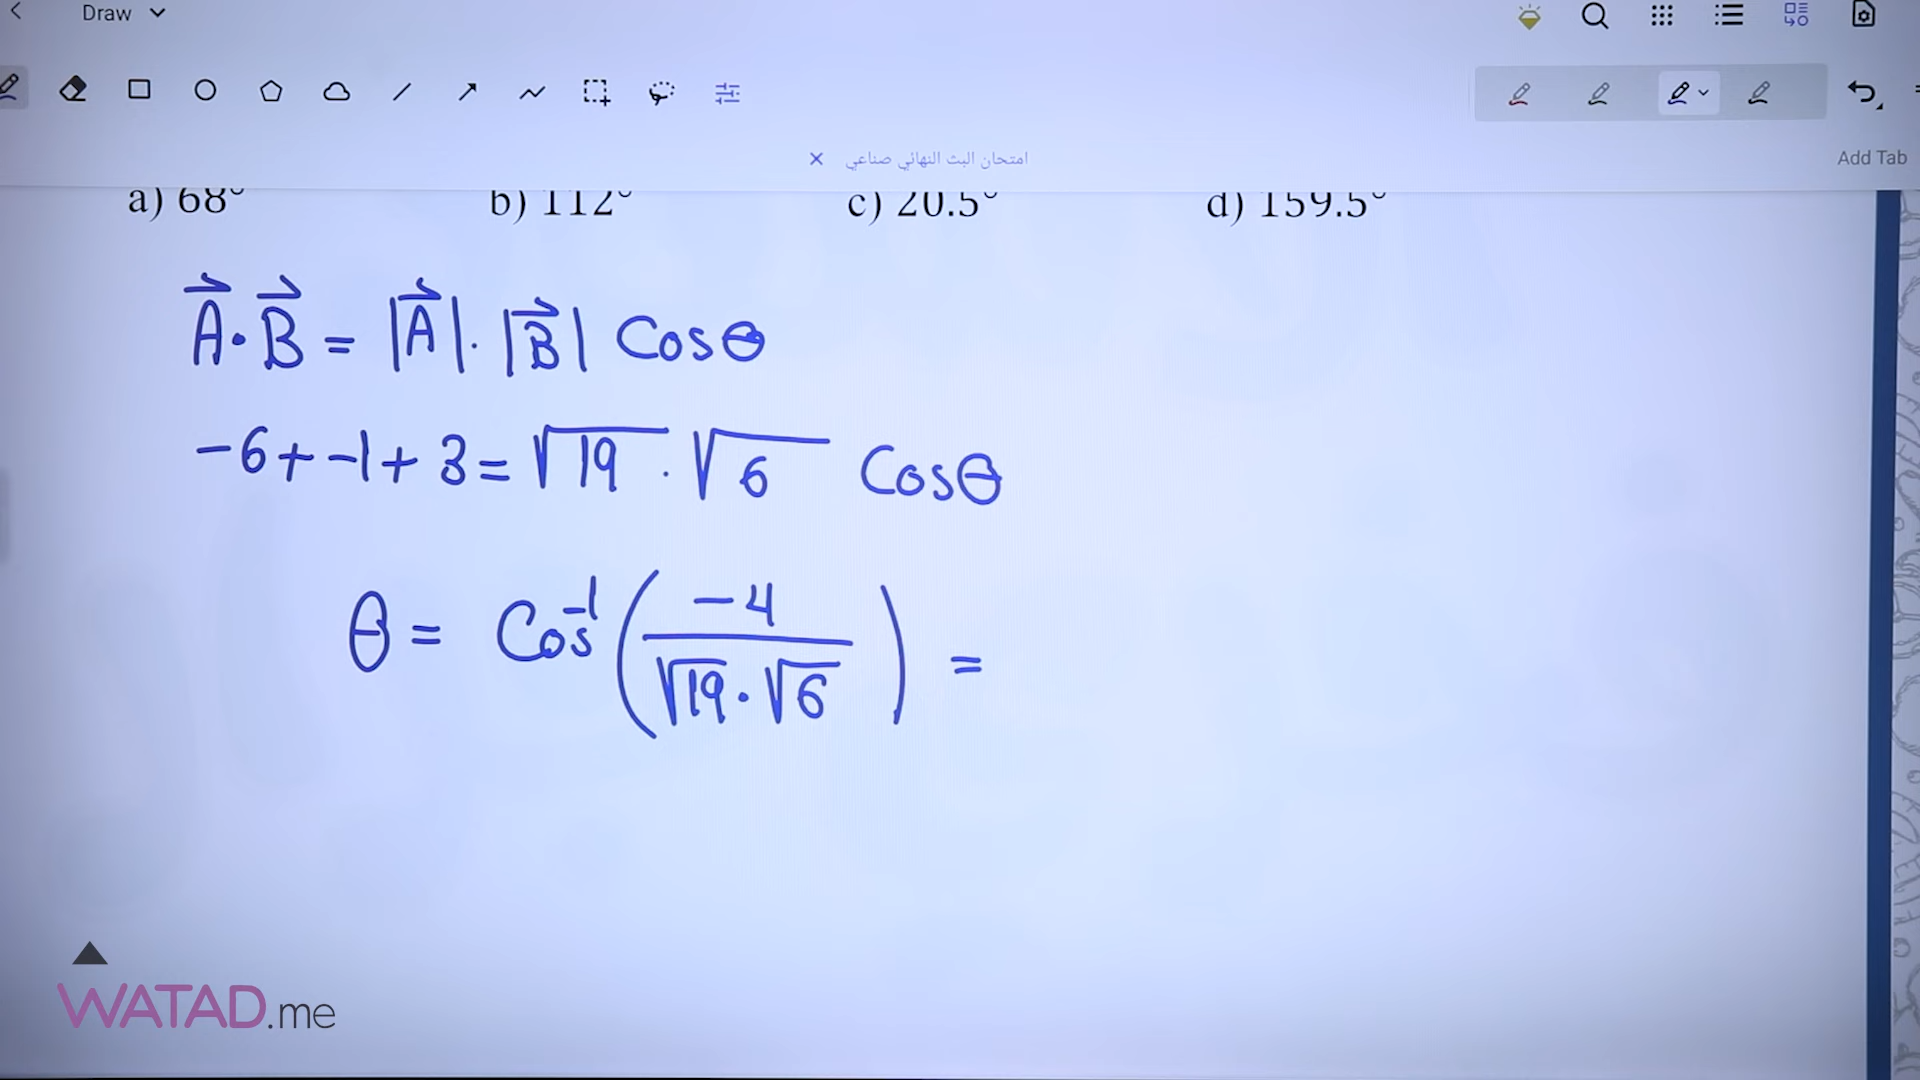 Draw
امتحان البث النهائي صناعي
Add Tab
a) 68° b) 112° c) 20.5° d) 159.5°
A⃗·B⃗ = |A⃗|·|B⃗| Cosθ
-6+-1+3=√19 · √6 Cosθ
θ = Cos⁻¹(-4/(√19·√6)) =
WATAD.me